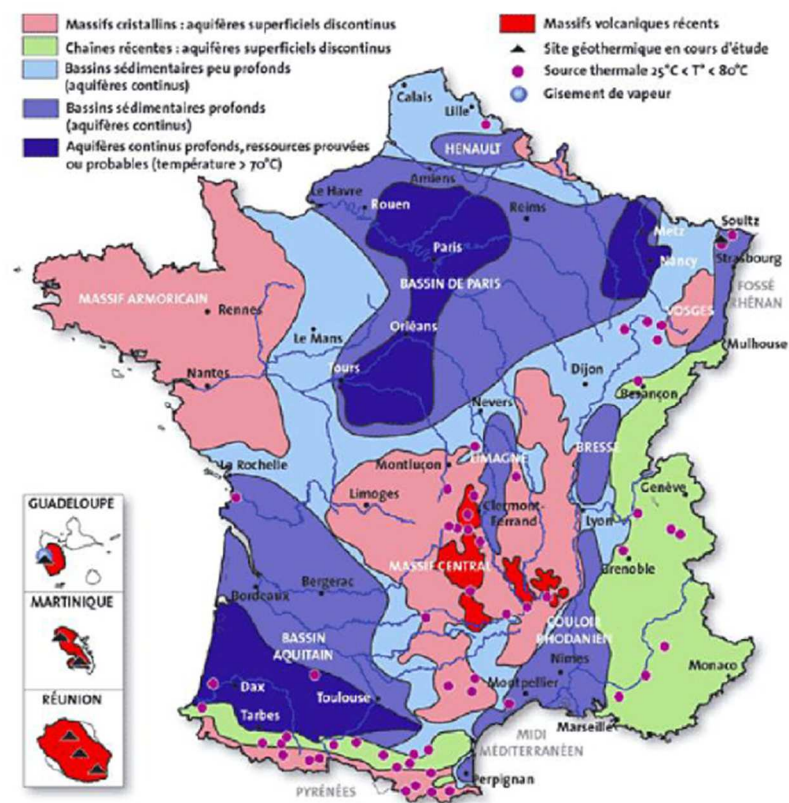 Massifs cristallins : aquifères superficiels discontinus
Chaînes récentes : aquifères superficiels discontinus
Bassins sédimentaires peu profonds
(aquifères continus)
Bassins sédimentaires profonds
(aquifères continus)
Aquifères continus profonds, ressources prouvées
ou probables (température > 70°C)
Massifs volcaniques récents
Site géothermique en cours d'étude
Source thermale 25°C < T° < 80°C
Gisement de vapeur
Calais
Lille
HENAULT
Amiens
Le Havre
Rouen
Reims
Metz
Soultz
Paris
Nancy
Strasbourg
BASSIN DE PARIS
FOSSÉ
RHÉNAN
MASSIF ARMORICAIN
Rennes
VOSGES
Orléans
Le Mans
Mulhouse
Tours
Nantes
Dijon
Besançon
Nevers
BRESSE
La Rochelle
Montluçon
LIMAGNE
Genève
Limoges
Clermont-
Ferrand
Lyon
GUADELOUPE
MASSIF CENTRAL
Grenoble
Bergerac
Bordeaux
MARTINIQUE
COULOIR
RHODANIEN
BASSIN
AQUITAIN
Nîmes
Monaco
RÉUNION
Dax
Toulouse
Montpellier
Tarbes
Marseille
MIDI
MÉDITERRANÉEN
Perpignan
PYRÉNÉES